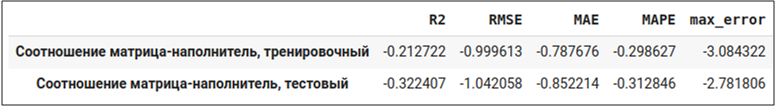 R2 RMSE MAE MAPE max_error
Соотношение матрица-наполнитель, тренировочный -0.212722 -0.999613 -0.787676 -0.298627 -3.084322
Соотношение матрица-наполнитель, тестовый -0.322407 -1.042058 -0.852214 -0.312846 -2.781806